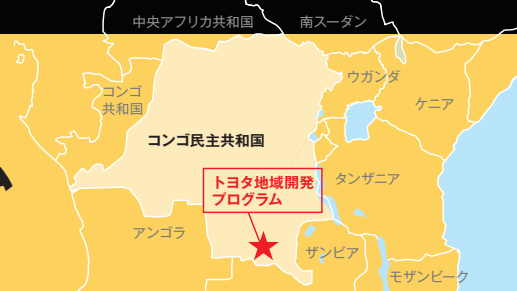 中央アフリカ共和国
南スーダン
ウガンダ
コンゴ
共和国
ケニア
コンゴ民主共和国
トヨタ地域開発
プログラム
タンザニア
アンゴラ
ザンビア
モザンビーク